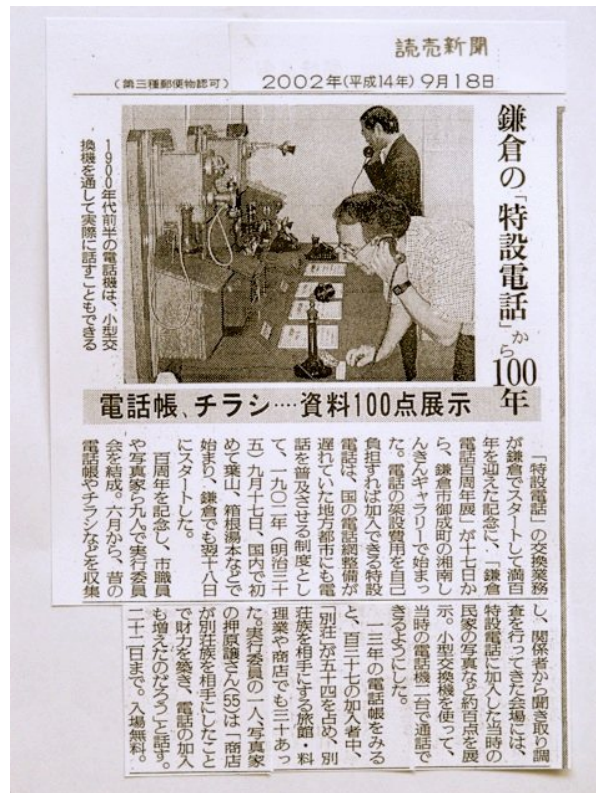 読売新聞
(第三種郵便物認可) 2002年(平成14年)9月18日
鎌倉の「特設電話」から100年
1900年代前半の電話機は、小型交
換機を通して実際に話すこともできる
電話帳、チラシ‥‥資料100点展示
「特設電話」の交換業務
が鎌倉でスタートして満百
年を迎えた記念に、「鎌倉
電話百周年展」が十七日か
ら、鎌倉市御成町の湘南し
んきんギャラリーで始まっ
た。電話の架設費用を自己
負担すれば加入できる特設
電話は、国の電話網整備が
遅れていた地方都市にも電
話を普及させる制度とし
て、一九〇二年(明治三十
五)九月十七日、国内で初
めて葉山、箱根湯本などで
始まり、鎌倉でも翌十八日
にスタートした。
百周年を記念し、市職員
や写真家ら九人で実行委員
会を結成。六月から、昔の
電話帳やチラシなどを収集
し、関係者から聞き取り調
査を行ってきた会場には、
特設電話に加入した当時の
民家の写真など約百点を展
示。小型交換機を使って、
当時の電話機二台で通話で
きるようにした。
一三年の電話帳をみる
と、百三十七の加入者中、
「別荘」が五十四を占め、別
荘族を相手にする旅館・料
理業や商店でも三十あっ
た。実行委員の一人、写真家
の押原譲さん(55)は「商店
が別荘族を相手にしたこと
で財力を築き、電話の加入
も増えたのだろう」と話す。
二十二日まで。入場無料。